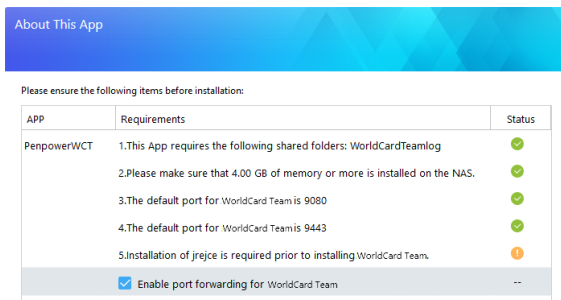 About This App
Please ensure the following items before installation:
APP Requirements Status
PenpowerWCT 1.This App requires the following shared folders: WorldCardTeamlog
2.Please make sure that 4.00 GB of memory or more is installed on the NAS.
3.The default port for WorldCard Team is 9080
4.The default port for WorldCard Team is 9443
5.Installation of jrejce is required prior to installing WorldCard Team.
Enable port forwarding for WorldCard Team --